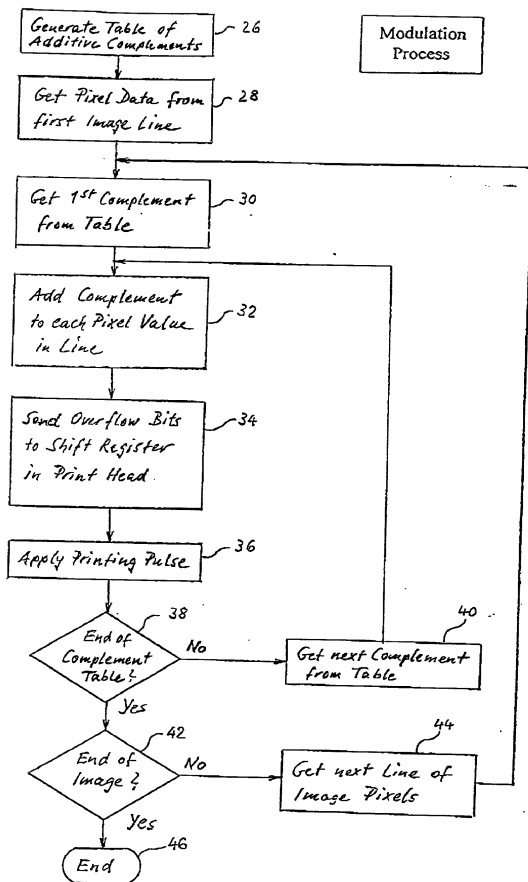 Generate Table of
Additive Complements
26
Modulation
Process
Get Pixel Data from
first Image Line
28
Get 1st Complement
from Table
30
Add Complement
to each Pixel Value
in Line
32
Send Overflow Bits
to Shift Register
in Print Head
34
Apply Printing Pulse
36
End of
Complement
Table?
38
No
Get next Complement
from Table
40
Yes
End of
Image?
42
No
Get next Line of
Image Pixels
44
Yes
End
46